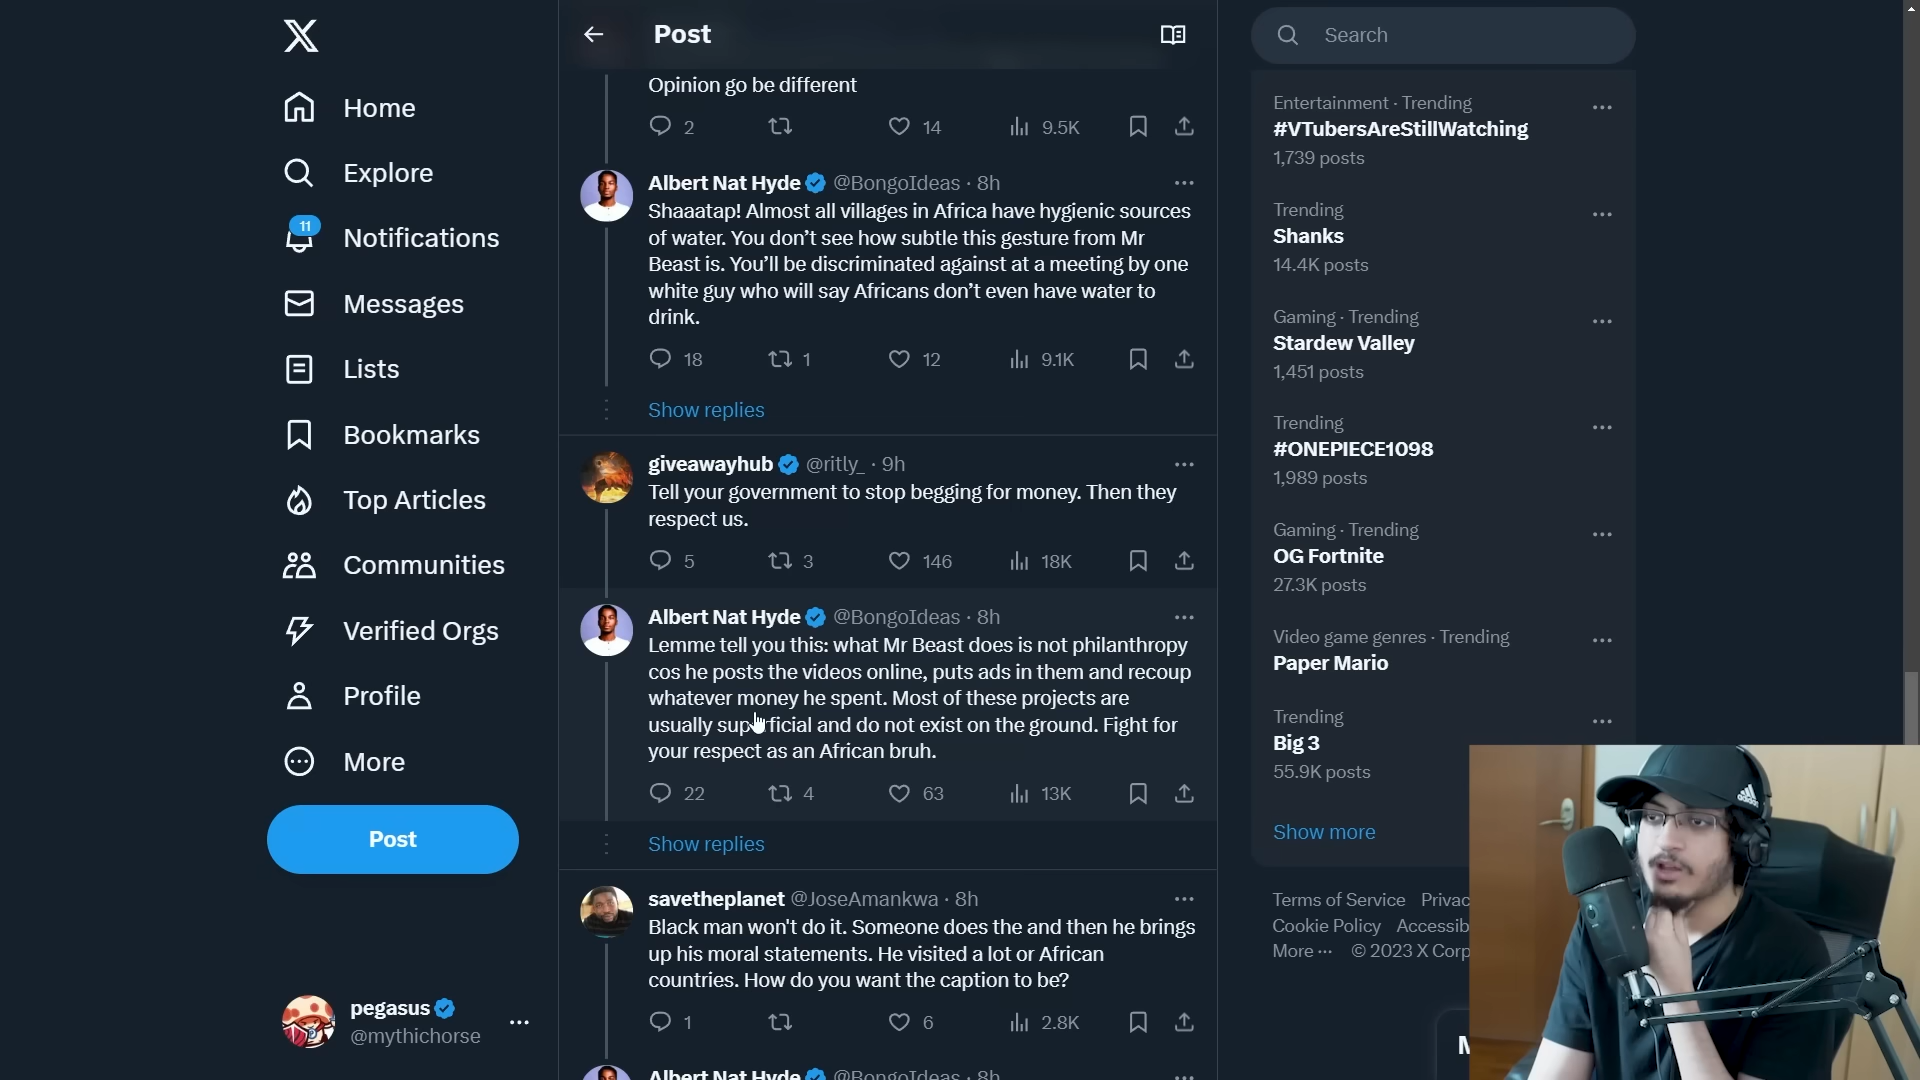 X
Home
Explore
11
Notifications
Messages
Lists
Bookmarks
Top Articles
Communities
Verified Orgs
Profile
More
Post
pegasus
@mythichorse
Post
Opinion go be different
2 14 9.5K
Albert Nat Hyde @BongoIdeas · 8h
Shaaatap! Almost all villages in Africa have hygienic sources
of water. You don’t see how subtle this gesture from Mr
Beast is. You’ll be discriminated against at a meeting by one
white guy who will say Africans don’t even have water to
drink.
18 1 12 9.1K
Show replies
giveawayhub @ritly_ · 9h
Tell your government to stop begging for money. Then they
respect us.
5 3 146 18K
Albert Nat Hyde @BongoIdeas · 8h
Lemme tell you this: what Mr Beast does is not philanthropy
cos he posts the videos online, puts ads in them and recoup
whatever money he spent. Most of these projects are
usually superficial and do not exist on the ground. Fight for
your respect as an African bruh.
22 4 63 13K
Show replies
savetheplanet @JoseAmankwa · 8h
Black man won't do it. Someone does the and then he brings
up his moral statements. He visited a lot or African
countries. How do you want the caption to be?
1 6 2.8K
Albert Nat Hyde @BongoIdeas · 8h
Search
Entertainment · Trending
#VTubersAreStillWatching
1,739 posts
Trending
Shanks
14.4K posts
Gaming · Trending
Stardew Valley
1,451 posts
Trending
#ONEPIECE1098
1,989 posts
Gaming · Trending
OG Fortnite
27.3K posts
Video game genres · Trending
Paper Mario
Trending
Big 3
55.9K posts
Show more
Terms of Service Privac
Cookie Policy Accessib
More ··· © 2023 X Corp
M
adidas